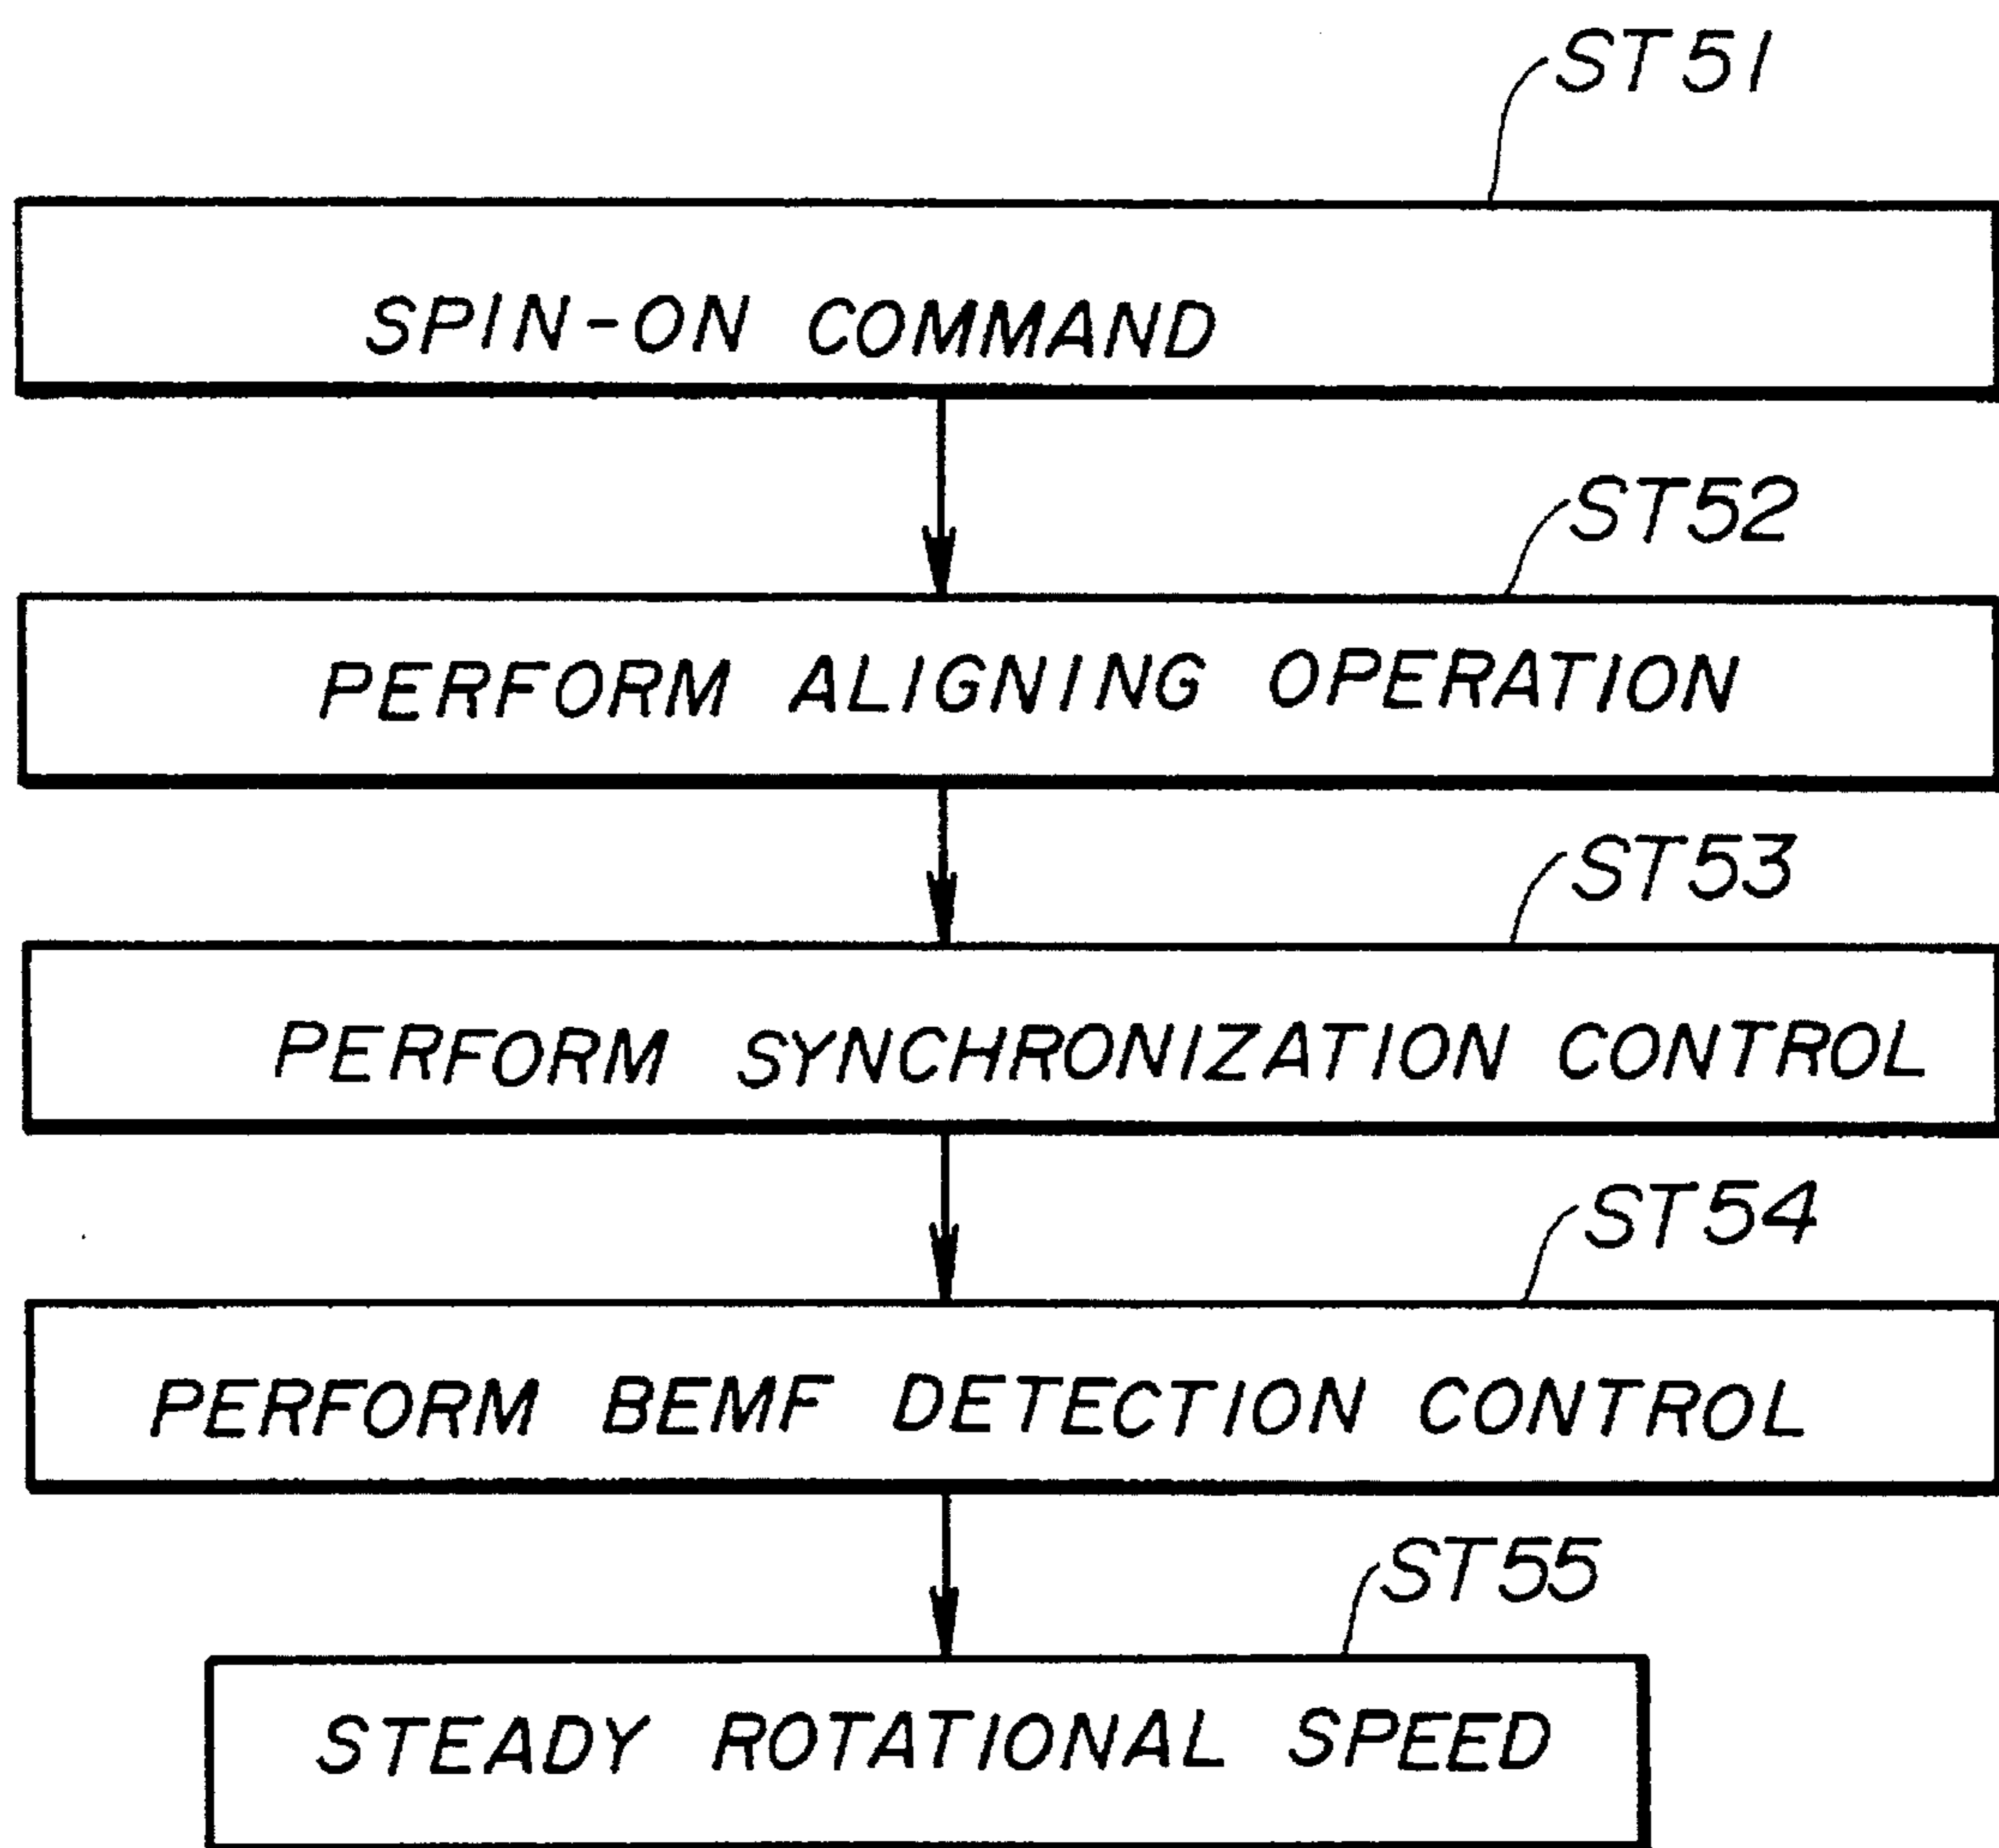 ST51
SPIN-ON COMMAND
ST52
PERFORM ALIGNING OPERATION
ST53
PERFORM SYNCHRONIZATION CONTROL
ST54
PERFORM BEMF DETECTION CONTROL
ST55
STEADY ROTATIONAL SPEED